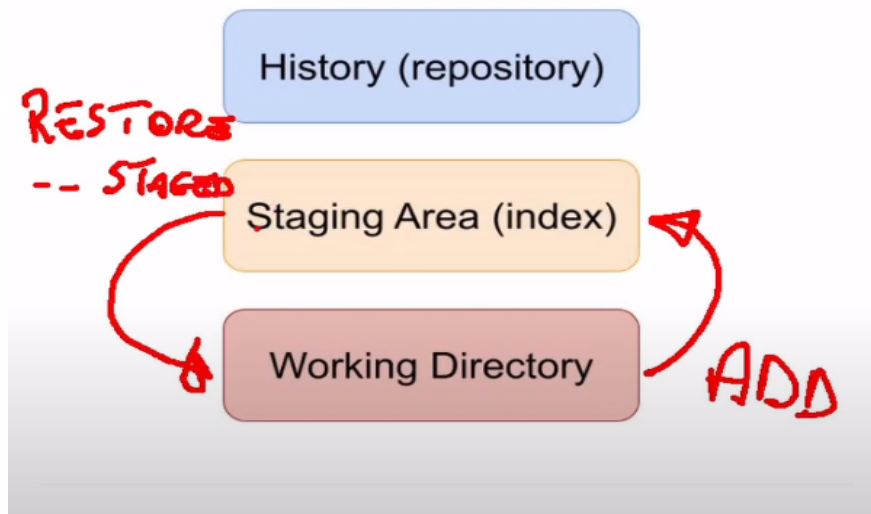 History (repository)
RESTORE
-- STAGED
Staging Area (index)
Working Directory
ADD